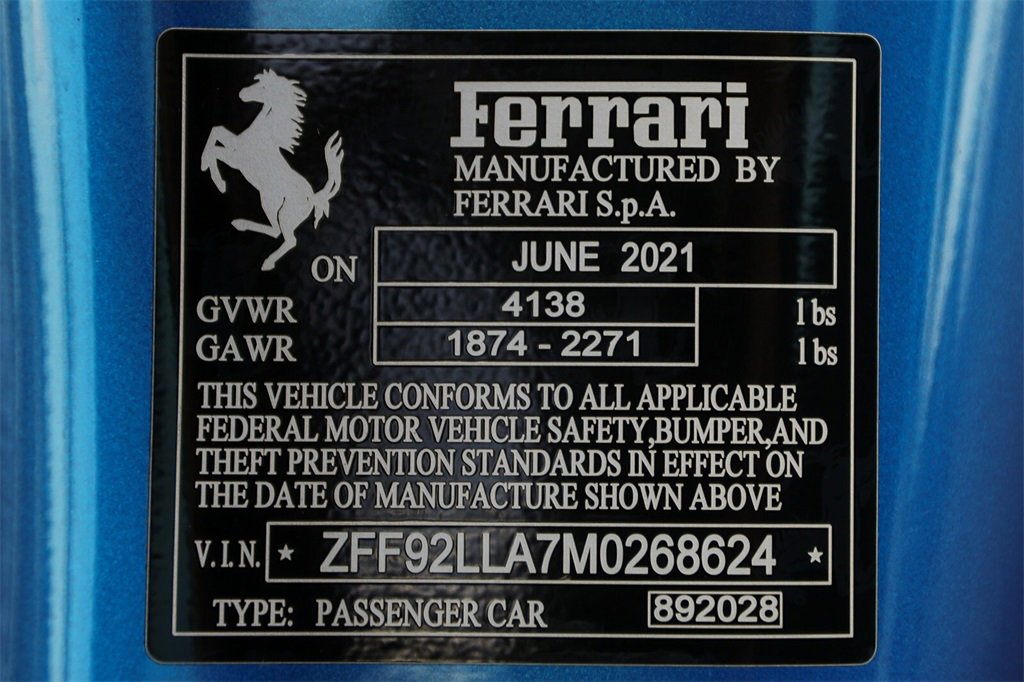 Ferrari
MANUFACTURED BY
FERRARI S.p.A.
ON JUNE 2021
GVWR 4138 lbs
GAWR 1874 - 2271 lbs
THIS VEHICLE CONFORMS TO ALL APPLICABLE
FEDERAL MOTOR VEHICLE SAFETY,BUMPER,AND
THEFT PREVENTION STANDARDS IN EFFECT ON
THE DATE OF MANUFACTURE SHOWN ABOVE
V.I.N. ★ ZFF92LLA7M0268624 ★
TYPE: PASSENGER CAR 892028